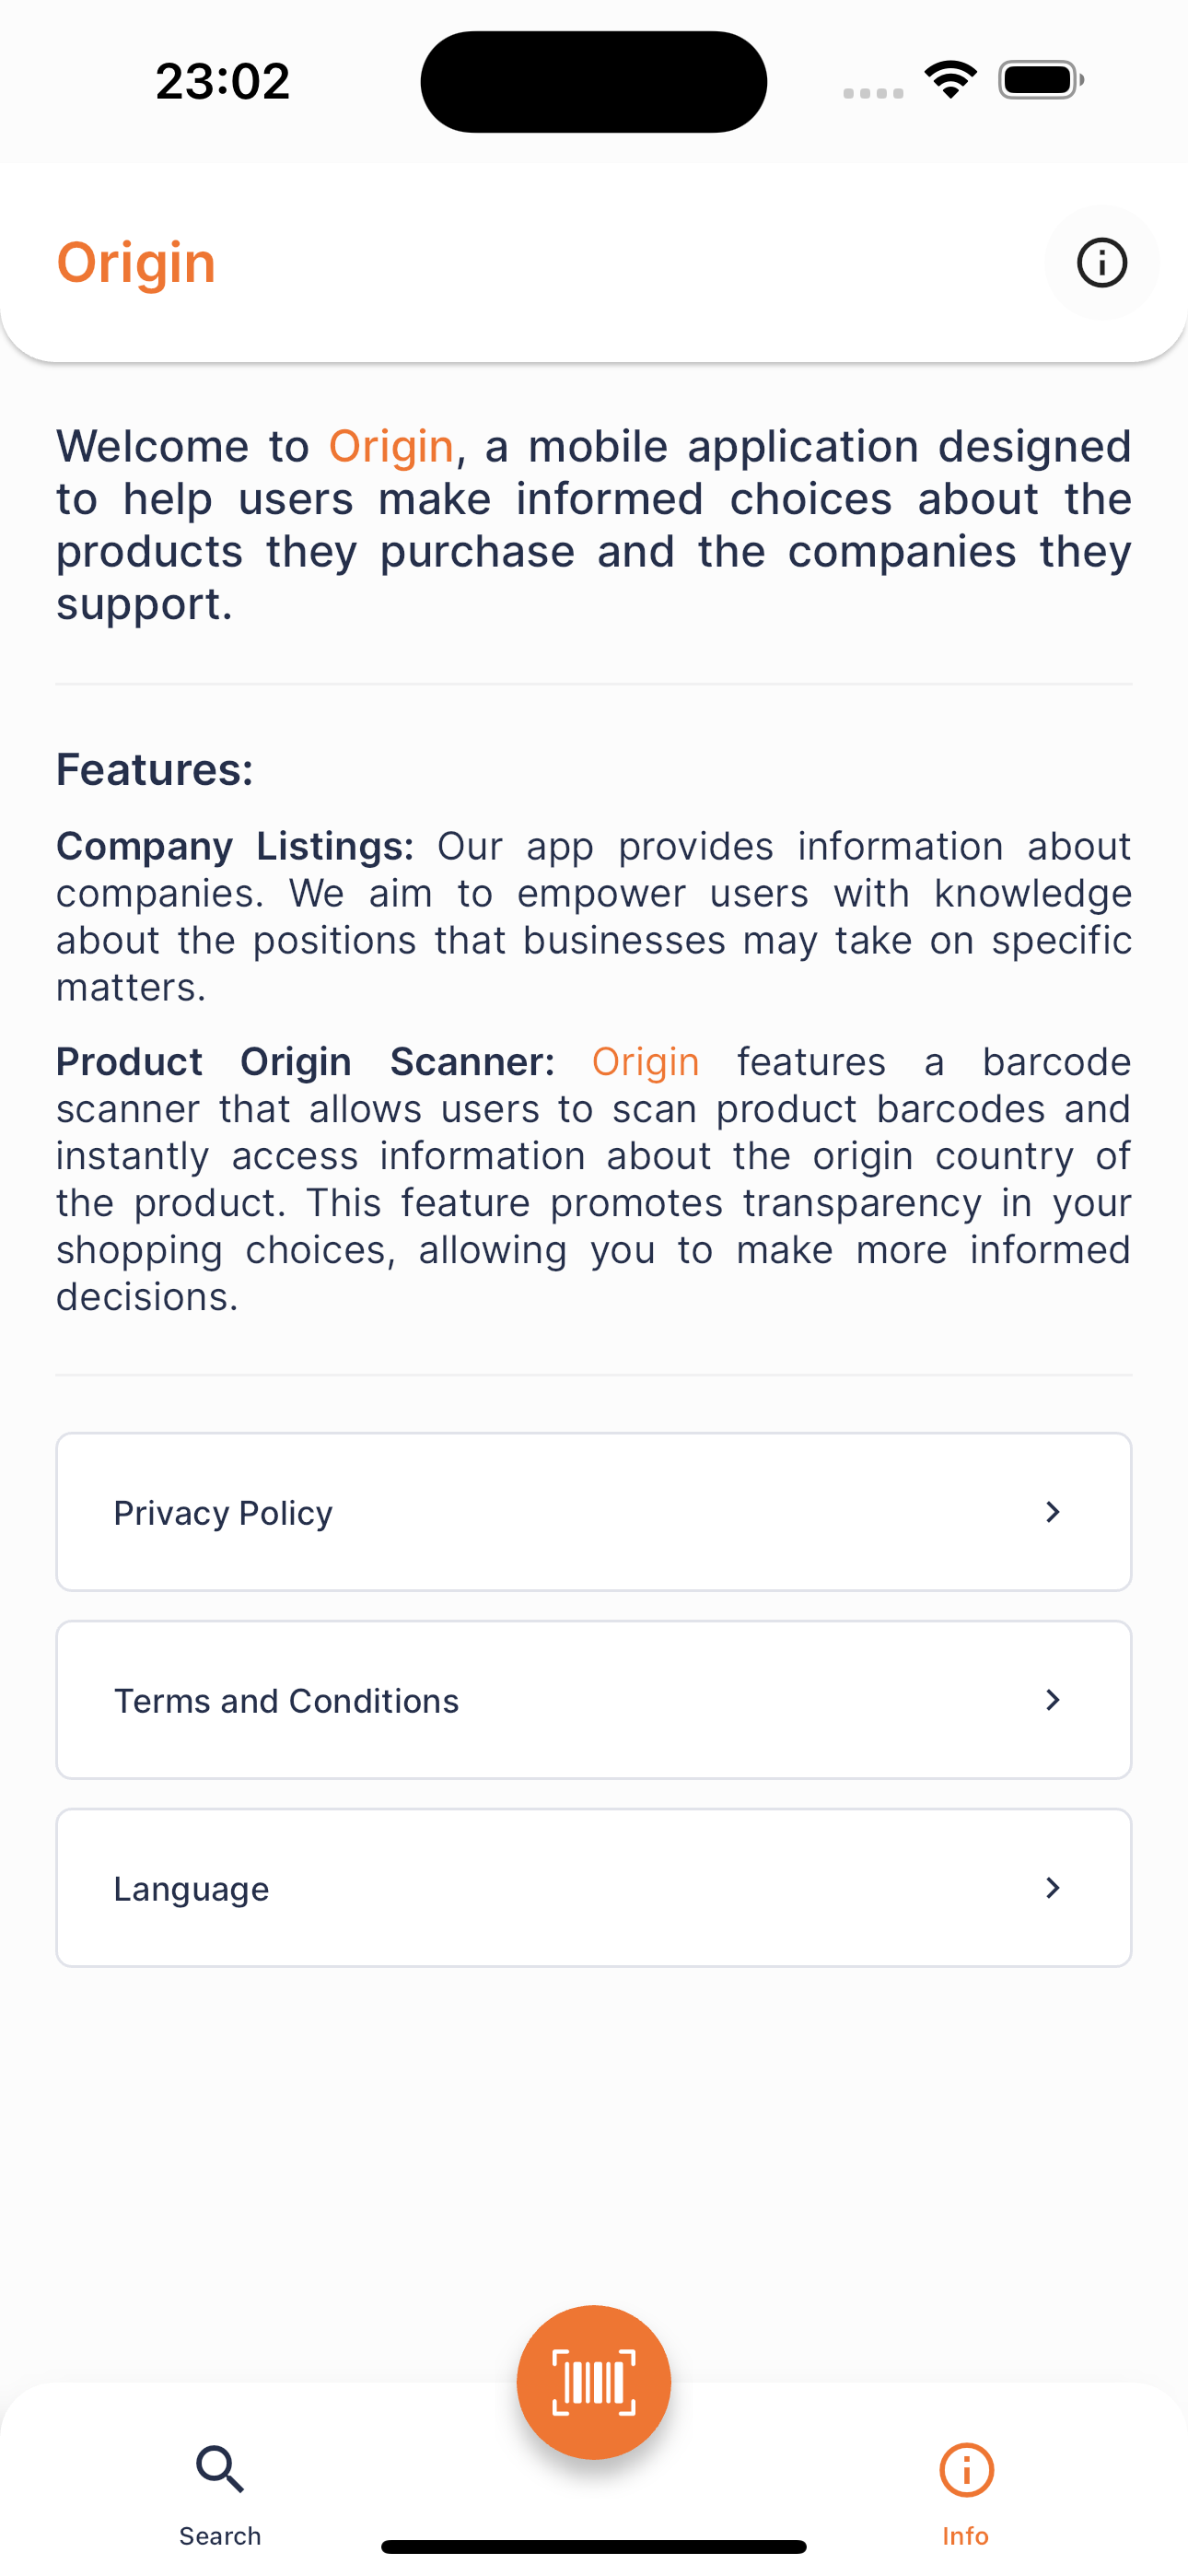 23:02
Origin
Welcome to Origin, a mobile application designed
to help users make informed choices about the
products they purchase and the companies they
support.
Features:
Company Listings: Our app provides information about
companies. We aim to empower users with knowledge
about the positions that businesses may take on specific
matters.
Product Origin Scanner: Origin features a barcode
scanner that allows users to scan product barcodes and
instantly access information about the origin country of
the product. This feature promotes transparency in your
shopping choices, allowing you to make more informed
decisions.
Privacy Policy
Terms and Conditions
Language
Search
Info